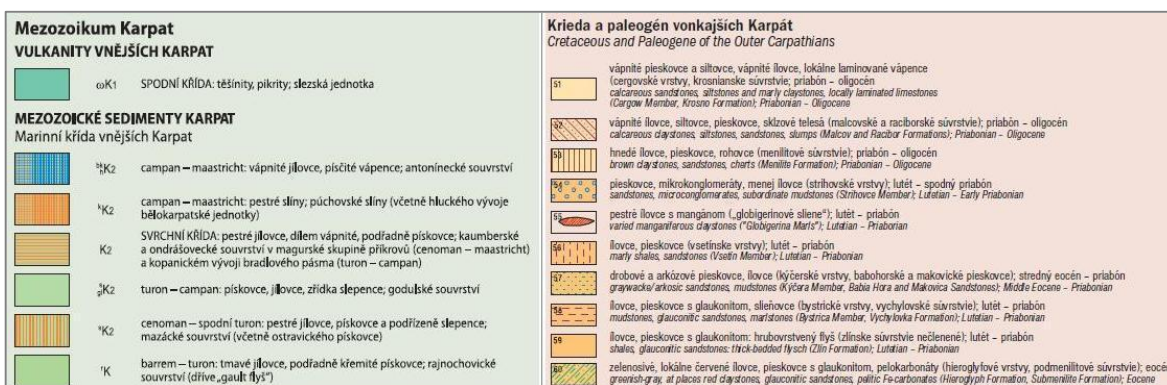 Mezozoikum Karpat
VULKANITY VNĚJŠÍCH KARPAT
ωK1 SPODNÍ KŘÍDA: těšínity, pikrity; slezská jednotka
MEZOZOICKÉ SEDIMENTY KARPAT
Marinní křída vnějších Karpat
K2 campan – maastricht: vápnité jílovce, písčité vápence; antonínecké souvrství
K2 campan – maastricht: pestré slíny; púchovské slíny (včetně hluckého vývoje
bělokarpatské jednotky)
K2 SVRCHNÍ KŘÍDA: pestré jílovce, dílem vápnité, podřadně pískovce; kaumberské
a ondrášovecké souvrství v magurské skupině příkrovů (cenoman – maastricht)
a kopanickém vývoji bradlového pásma (turon – campan)
K2 turon – campan: pískovce, jílovce, zřídka slepence; godulské souvrství
K2 cenoman – spodní turon: pestré jílovce, pískovce a podřízeně slepence;
mazácké souvrství (včetně ostravického pískovce)
rK barrem – turon: tmavé jílovce, podřadně křemité pískovce; rajnochovické
souvrství (dříve „gault flyš“)
Krieda a paleogén vonkajších Karpát
Cretaceous and Paleogene of the Outer Carpathians
51 vápnité pieskovce a siltovce, vápnité ílovce, lokálne laminované vápence
(cergovské vrstvy, krosnianske súvrstvie); priabón – oligocén
calcareous sandstones, siltstones and marly claystones, locally laminated limestones
(Cergow Member, Krosno Formation); Priabonian – Oligocene
52 vápnité ílovce, siltovce, pieskovce, sklzové telesá (malcovské a raciborské súvrstvie); priabón – oligocén
calcareous claystones, siltstones, sandstones, slumps (Malcov and Racibor Formations); Priabonian – Oligocene
53 hnedé ílovce, pieskovce, rohovce (menilitové súvrstvie); priabón – oligocén
brown claystones, sandstones, charts (Menilite Formation); Priabonian – Oligocene
54 pieskovce, mikrokonglomeráty, menej ílovce (strihovské vrstvy); lutét – spodný priabón
sandstones, microconglomerates, subordinate mudstones (Strihovce Member); Lutetian – Early Priabonian
55 pestré ílovce s mangánom („globigerinové sliene“); lutét – priabón
varied manganiferous claystones ("Globigerina Marls"); Lutetian – Priabonian
56 ílovce, pieskovce (vsetínske vrstvy); lutét – priabón
marly shales, sandstones (Vsetín Member); Lutetian – Priabonian
57 drobové a arkózové pieskovce, ílovce (kýčerské vrstvy, babohorské a makovické pieskovce); stredný eocén – priabón
graywacke/arkosic sandstones, mudstones (Kýčera Member, Babia Hora and Makovica Sandstones); Middle Eocene – Priabonian
58 ílovce, pieskovce s glaukonitom, slieňovce (bystrické vrstvy, vychylovské súvrstvie); lutét – priabón
mudstones, glauconitic sandstones, marlstones (Bystrica Member, Vychylovka Formation); Lutetian – Priabonian
59 ílovce, pieskovce s glaukonitom: hrubovrstvený flyš (zlínske súvrstvie nečlenené); lutét – priabón
shales, glauconitic sandstones: thick-bedded flysch (Zlín Formation); Lutetian – Priabonian
60 zelenosivé, lokálne červené ílovce, pieskovce s glaukonitom, pelokarbonáty (hieroglyfové vrstvy, podmenilitové súvrstvie);
greenish-gray, at places red claystones, glauconitic sandstones, pelitic Fe-carbonates (Hieroglyph Formation, Submenilite Formation); Eocene